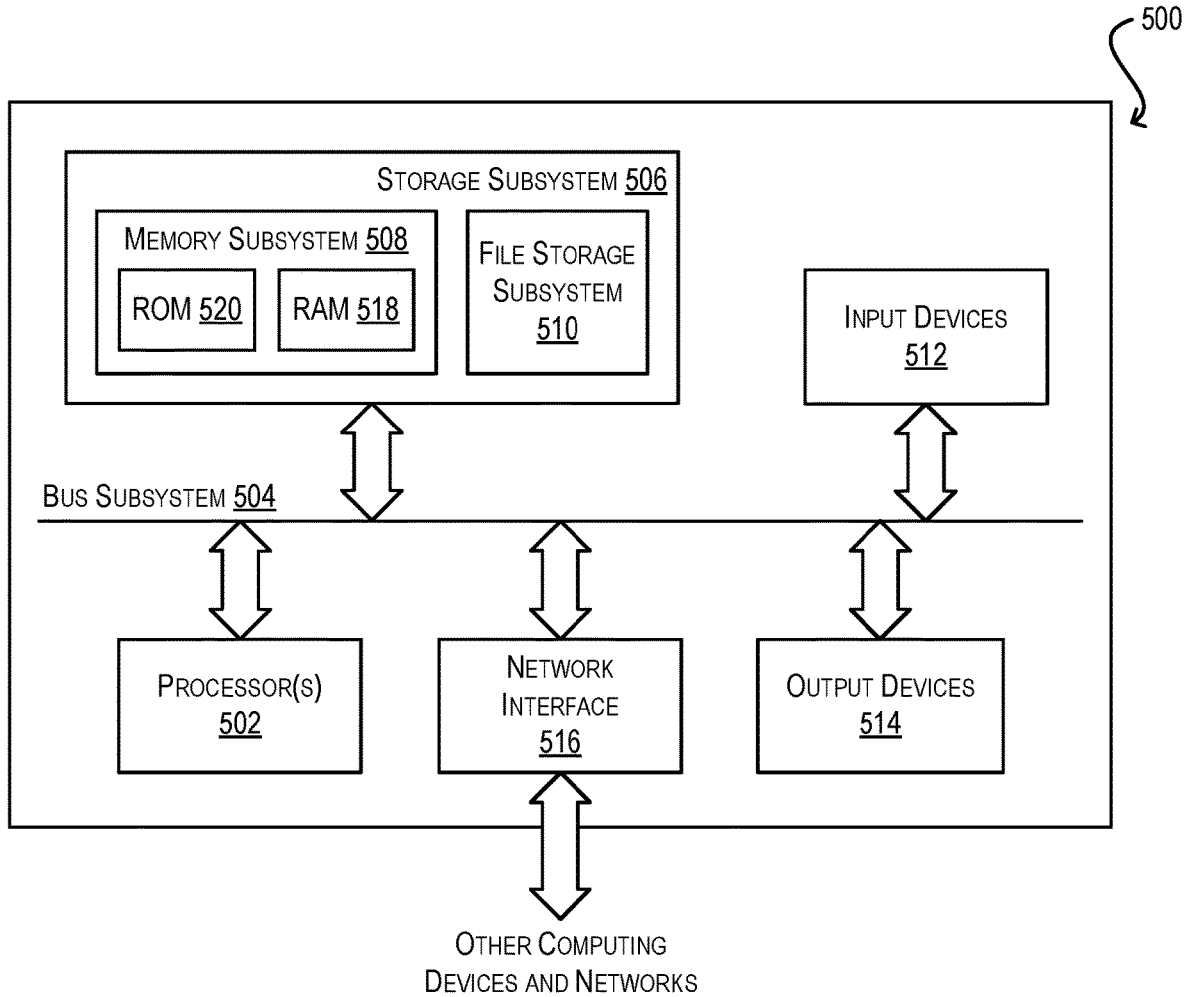 500
STORAGE SUBSYSTEM 506
MEMORY SUBSYSTEM 508
ROM 520
RAM 518
FILE STORAGE
SUBSYSTEM
510
INPUT DEVICES
512
BUS SUBSYSTEM 504
PROCESSOR(S)
502
NETWORK
INTERFACE
516
OUTPUT DEVICES
514
OTHER COMPUTING
DEVICES AND NETWORKS